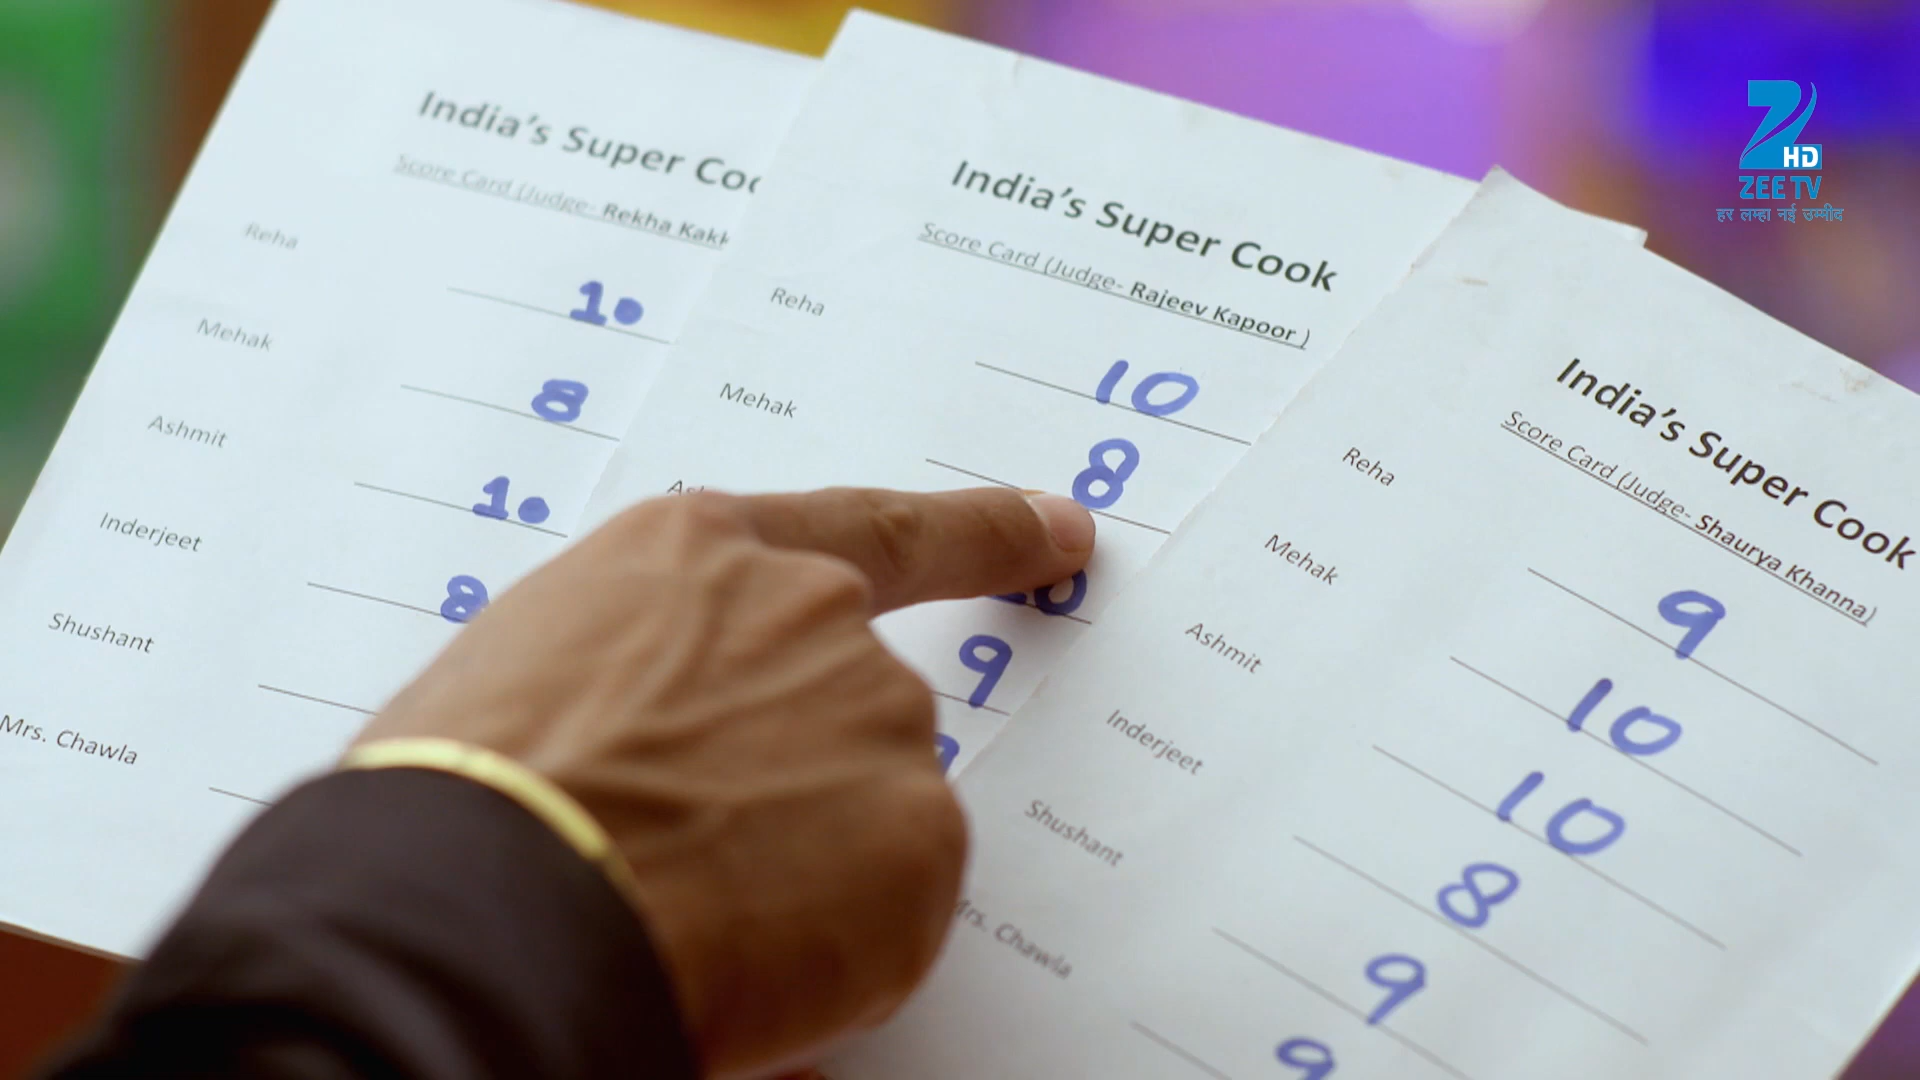 India's Super
Score Card (Judge- Rekha
Reha 10
Mehak 8
Ashmit 10
Inderjeet 8
Shushant
Mrs. Chawla
India's Super Cook
Score Card (Judge- Rajeev Kapoor )
Reha 10
Mehak 8
9
India's Super Cook
Score Card (Judge- Shaurya Khanna)
Reha 9
Mehak 10
Ashmit 10
Inderjeet 8
Shushant 9
Mrs. Chawla 9
HD
ZEE TV
हर लम्हा नई उम्मीद